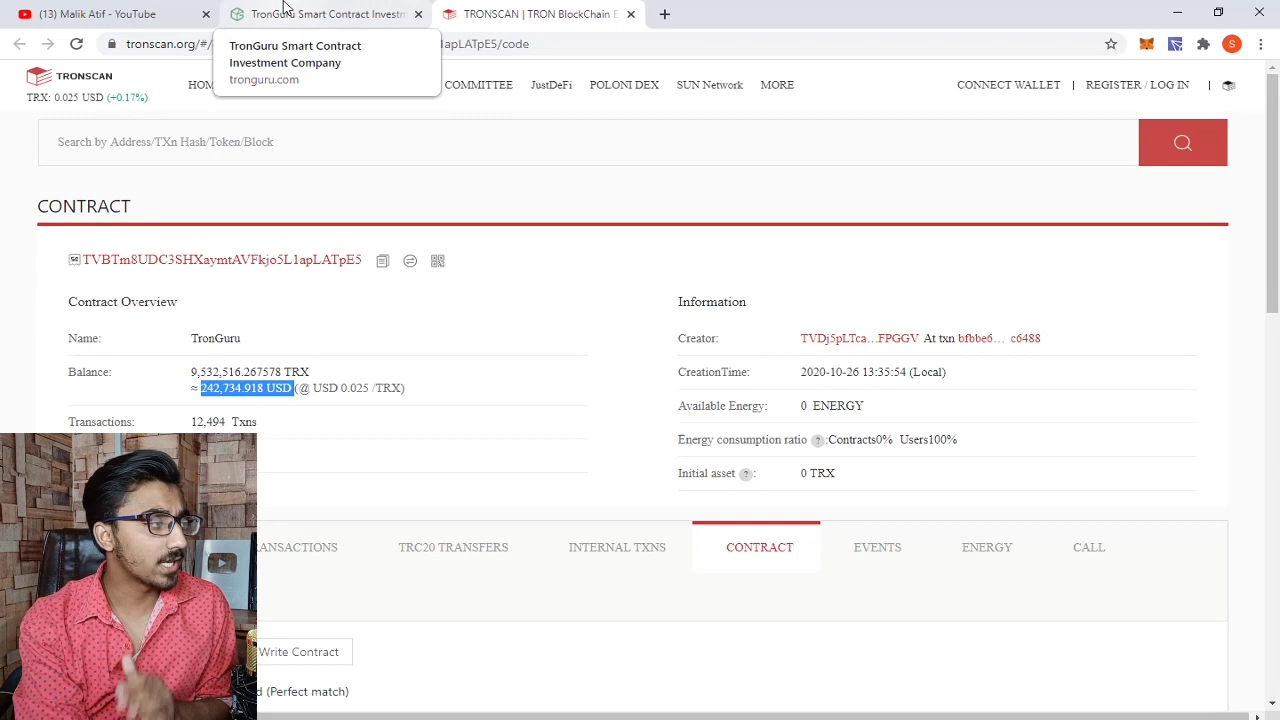 (13) Malik Atif - YouTube
TronGuru Smart Contract Investm
TRONSCAN | TRON BlockChain E
tronscan.org/#/
apLATpE5/code
S
TronGuru Smart Contract
Investment Company
tronguru.com
TRONSCAN
TRX: 0.025 USD (+0.17%)
HOM
COMMITTEE
JustDeFi
POLONI DEX
SUN Network
MORE
CONNECT WALLET | REGISTER / LOG IN |
Search by Address/TXn Hash/Token/Block
CONTRACT
TVBTm8UDC3SHXaymtAVFkjo5L1apLATpE5
Contract Overview
Name: TronGuru
Balance: 9,532,516.267578 TRX
≈ 242,734.918 USD (@ USD 0.025 /TRX)
Transactions: 12,494 Txns
Information
Creator: TVDj5pLTca...FPGGV At txn bfbbe6... c6488
CreationTime: 2020-10-26 13:35:54 (Local)
Available Energy: 0 ENERGY
Energy consumption ratio ? :Contracts0% Users100%
Initial asset ? : 0 TRX
ANSACTIONS
TRC20 TRANSFERS
INTERNAL TXNS
CONTRACT
EVENTS
ENERGY
CALL
Write Contract
d (Perfect match)